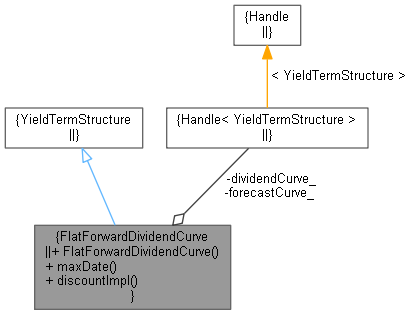 {Handle
||}
< YieldTermStructure >
{YieldTermStructure
||}
{Handle< YieldTermStructure >
||}
-dividendCurve_
-forecastCurve_
{FlatForwardDividendCurve
||+ FlatForwardDividendCurve()
+ maxDate()
+ discountImpl()
}